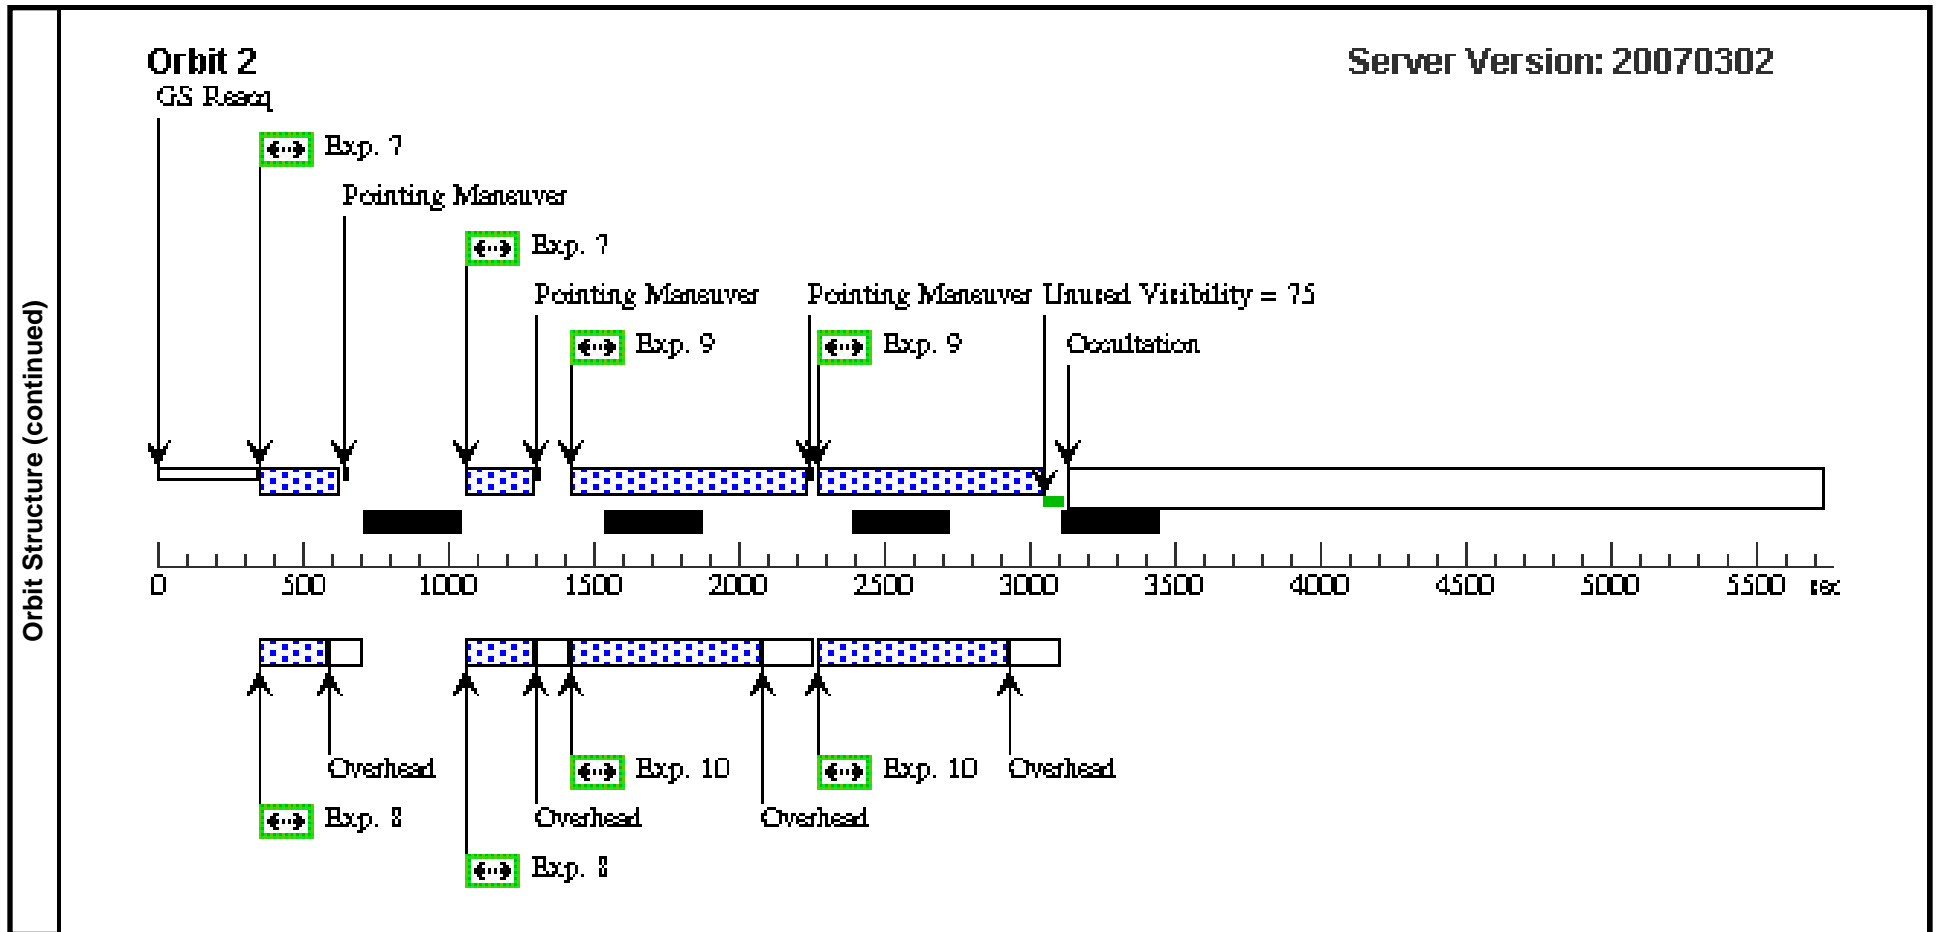 Orbit Structure (continued)
Orbit 2
Server Version: 20070302
GS Reacq
Exp. 7
Pointing Maneuver
Exp. 7
Pointing Maneuver
Pointing Maneuver
Unused Visibility = 75
Exp. 9
Exp. 9
Occultation
0 500 1000 1500 2000 2500 3000 3500 4000 4500 5000 5500 sec
Overhead
Exp. 10
Exp. 10
Overhead
Exp. 8
Overhead
Overhead
Exp. 8